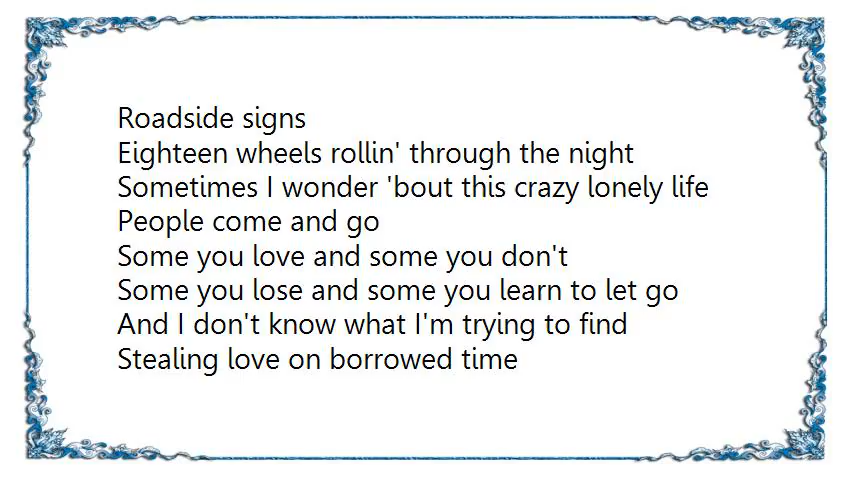 Roadside signs
Eighteen wheels rollin' through the night
Sometimes I wonder 'bout this crazy lonely life
People come and go
Some you love and some you don't
Some you lose and some you learn to let go
And I don't know what I'm trying to find
Stealing love on borrowed time